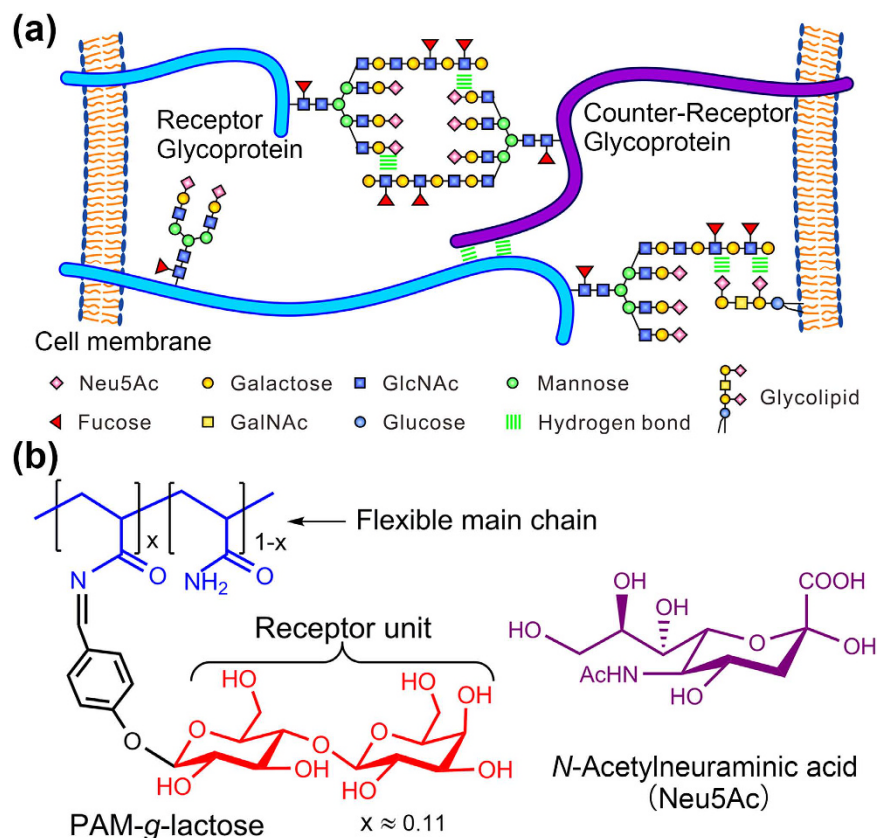 (a)
Receptor
Glycoprotein
Counter-Receptor
Glycoprotein
Cell membrane
Neu5Ac
Galactose
GlcNAc
Mannose
Glycolipid
Fucose
GalNAc
Glucose
Hydrogen bond
(b)
x
1-x
Flexible main chain
N
O
NH2
O
Receptor unit
O
HO
O
HO
OH
O
HO
OH
O
HO
OH
OH
OH
OH
COOH
HO
O
OH
AcHN
HO
PAM-g-lactose
x ≈ 0.11
N-Acetylneuraminic acid
(Neu5Ac)